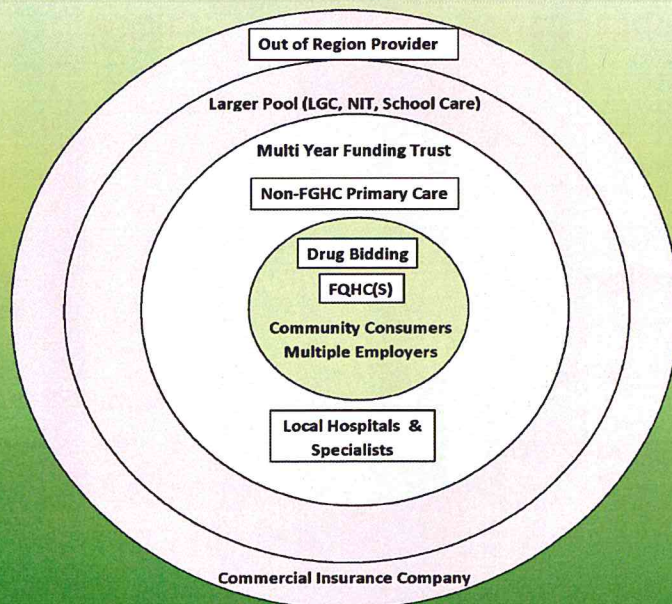 Out of Region Provider
Larger Pool (LGC, NIT, School Care)
Multi Year Funding Trust
Non-FGHC Primary Care
Drug Bidding
FQHC(S)
Community Consumers
Multiple Employers
Local Hospitals &
Specialists
Commercial Insurance Company